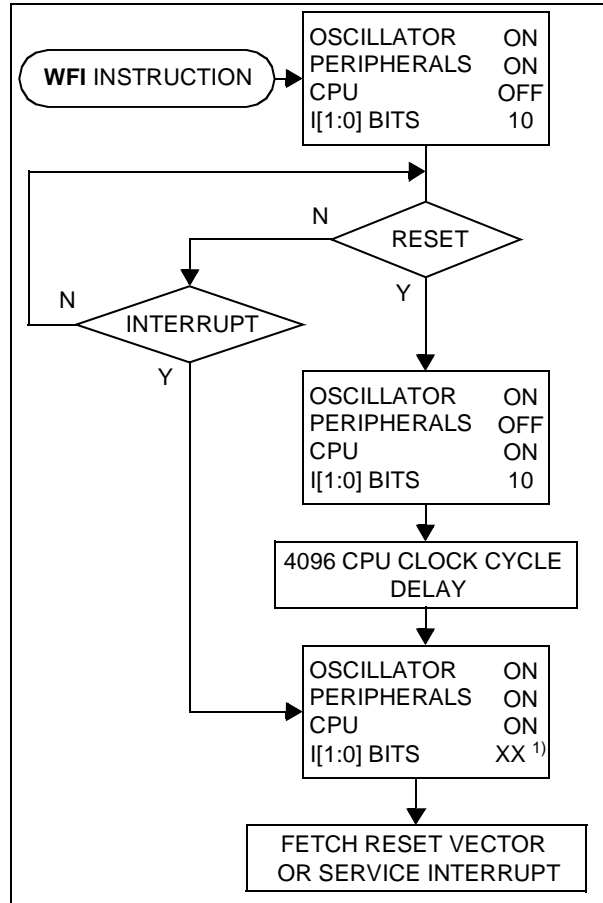 WFI INSTRUCTION
OSCILLATOR ON
PERIPHERALS ON
CPU OFF
I[1:0] BITS 10
N
RESET
Y
N
INTERRUPT
Y
OSCILLATOR ON
PERIPHERALS OFF
CPU ON
I[1:0] BITS 10
4096 CPU CLOCK CYCLE
DELAY
OSCILLATOR ON
PERIPHERALS ON
CPU ON
I[1:0] BITS XX 1)
FETCH RESET VECTOR
OR SERVICE INTERRUPT